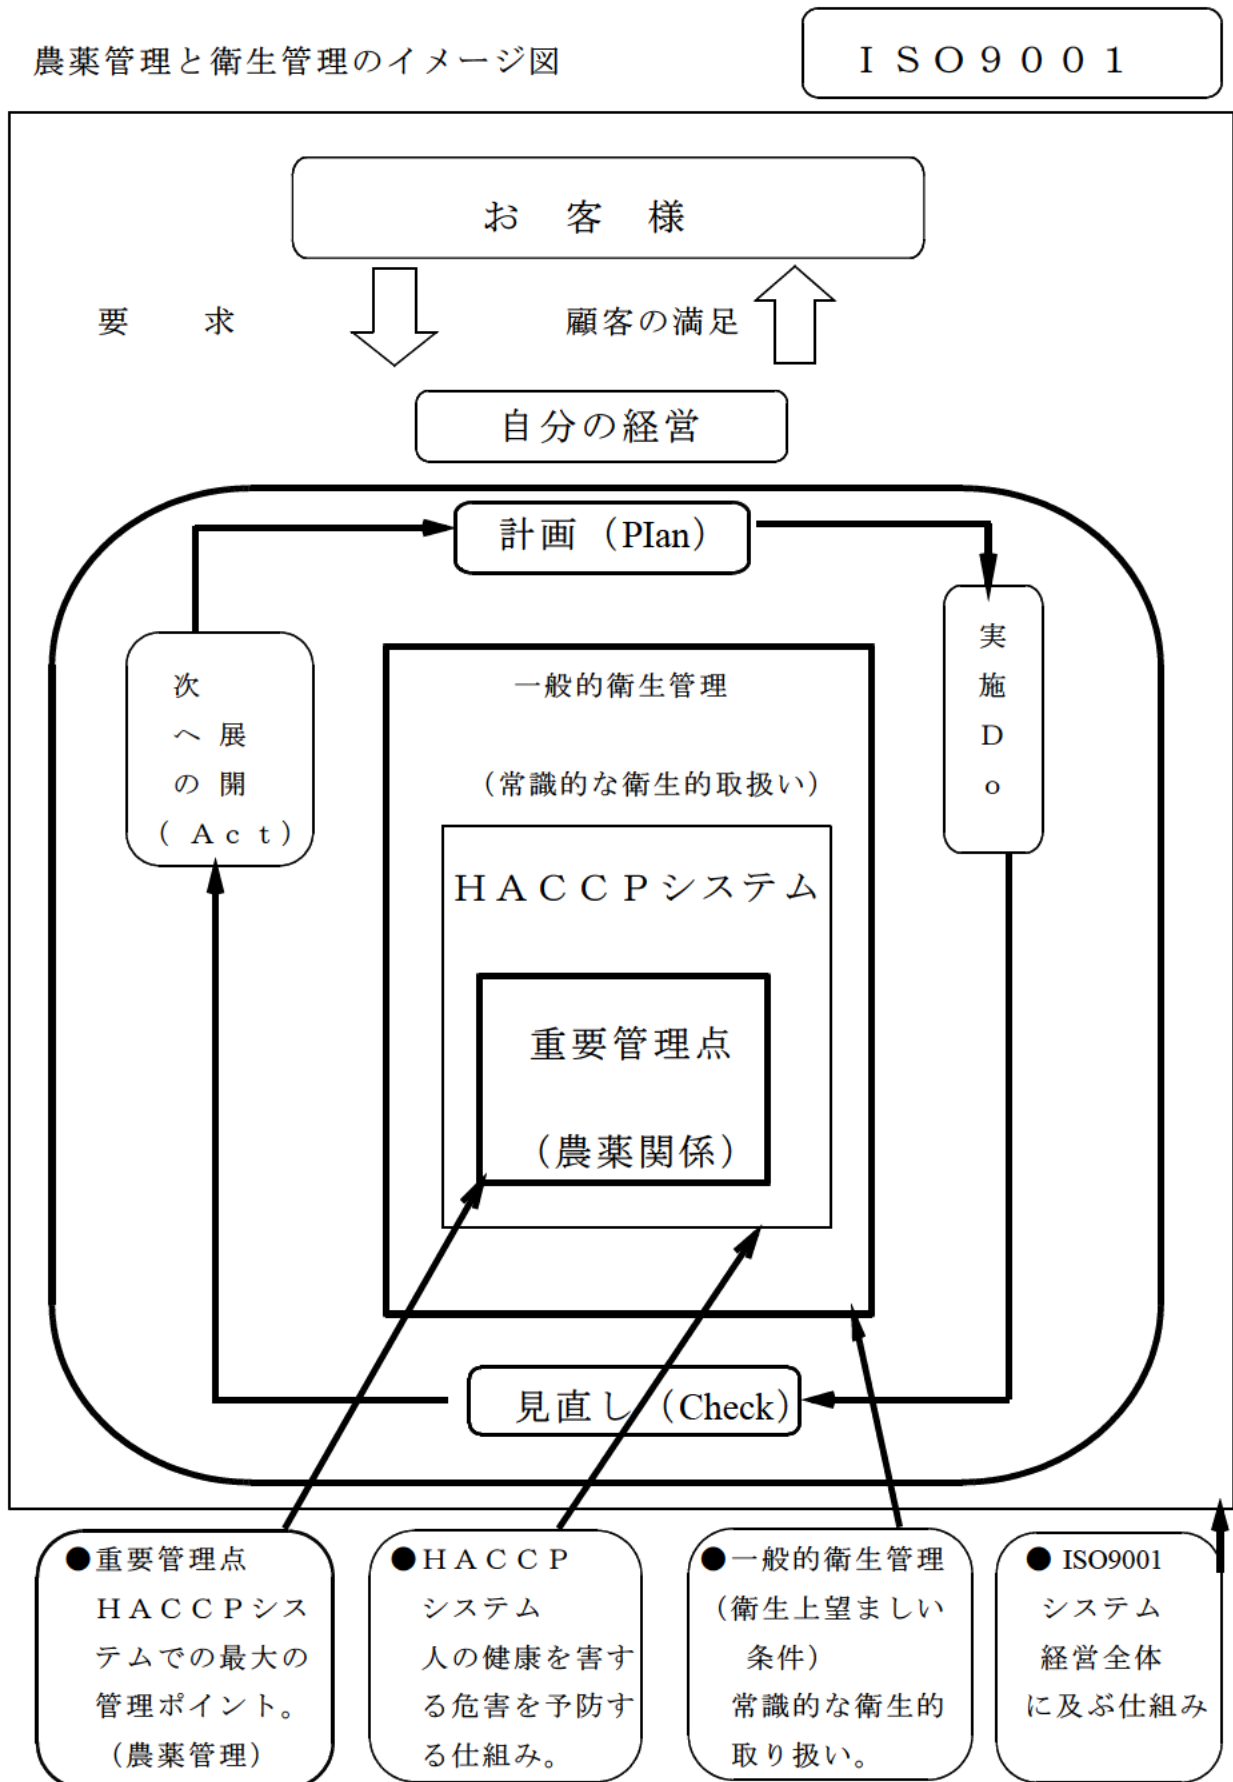 農薬管理と衛生管理のイメージ図
ＩＳＯ９００１
お　客　様
要　　求
顧客の満足
自分の経営
計画（PIan）
実
施
Ｄ
ｏ
次
へ 展
の 開
（Ａｃｔ）
一般的衛生管理
（常識的な衛生的取扱い）
ＨＡＣＣＰシステム
重要管理点
（農薬関係）
見直し（Check）
●重要管理点
ＨＡＣＣＰシス
テムでの最大の
管理ポイント。
（農薬管理）
●ＨＡＣＣＰ
システム
人の健康を害す
る危害を予防す
る仕組み。
●一般的衛生管理
（衛生上望ましい
条件）
常識的な衛生的
取り扱い。
● ISO9001
システム
経営全体
に及ぶ仕組み